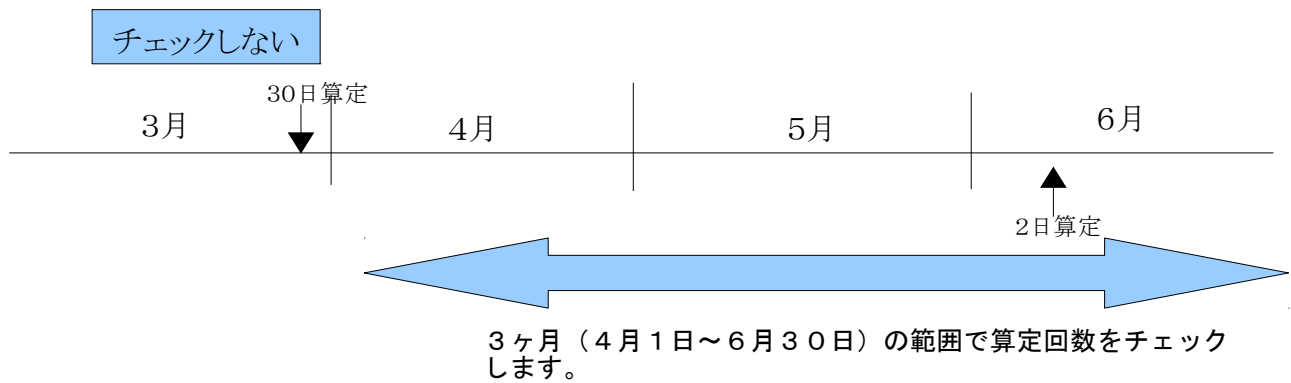 チェックしない
30日算定
3月
4月
5月
6月
2日算定
3ヶ月（4月1日～6月30日）の範囲で算定回数をチェック
します。